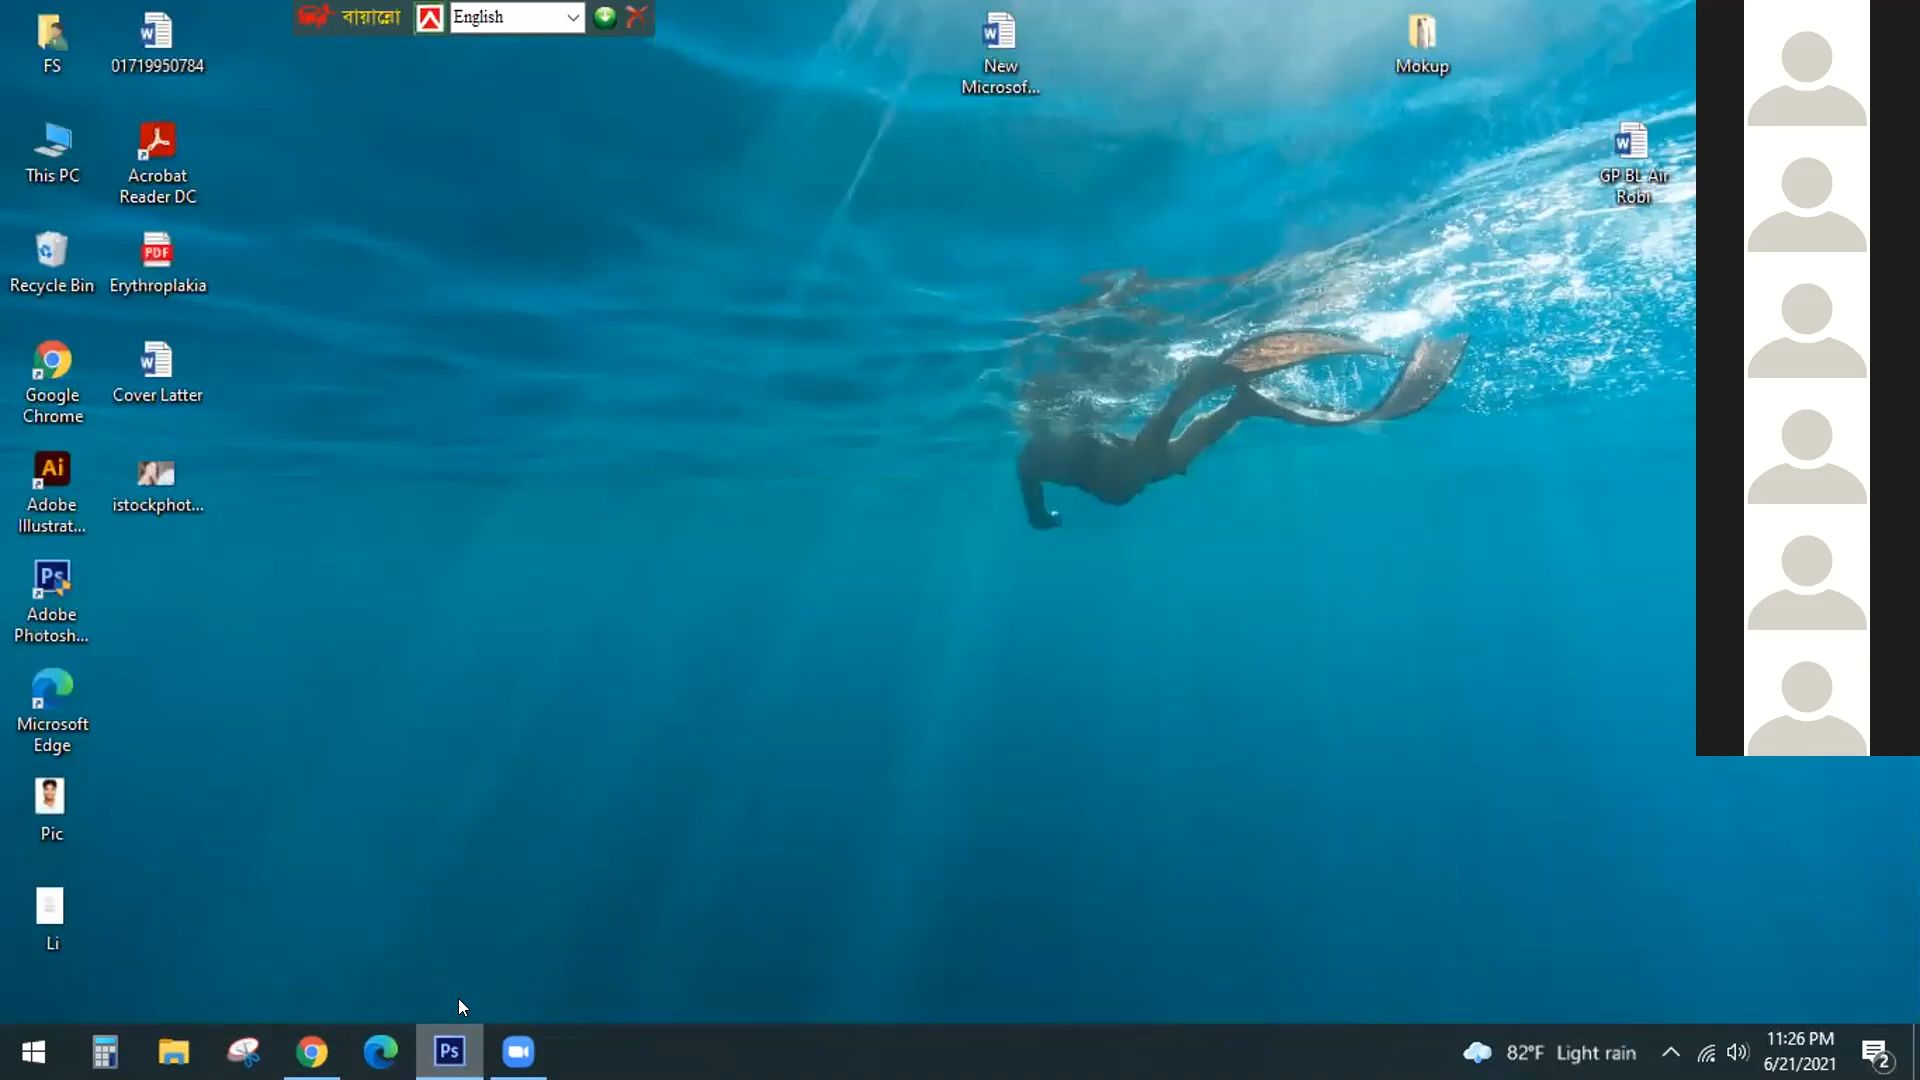 বায়ান্নো
English
FS
01719950784
New
Microsof...
Mokup
This PC
Acrobat
Reader DC
GP BL Air
Robi
Recycle Bin
PDF
Erythroplakia
Google
Chrome
Cover Latter
Ai
Adobe
Illustrat...
istockphot...
Ps
Adobe
Photosh...
Microsoft
Edge
Pic
Li
Ps
82°F Light rain
11:26 PM
6/21/2021
2